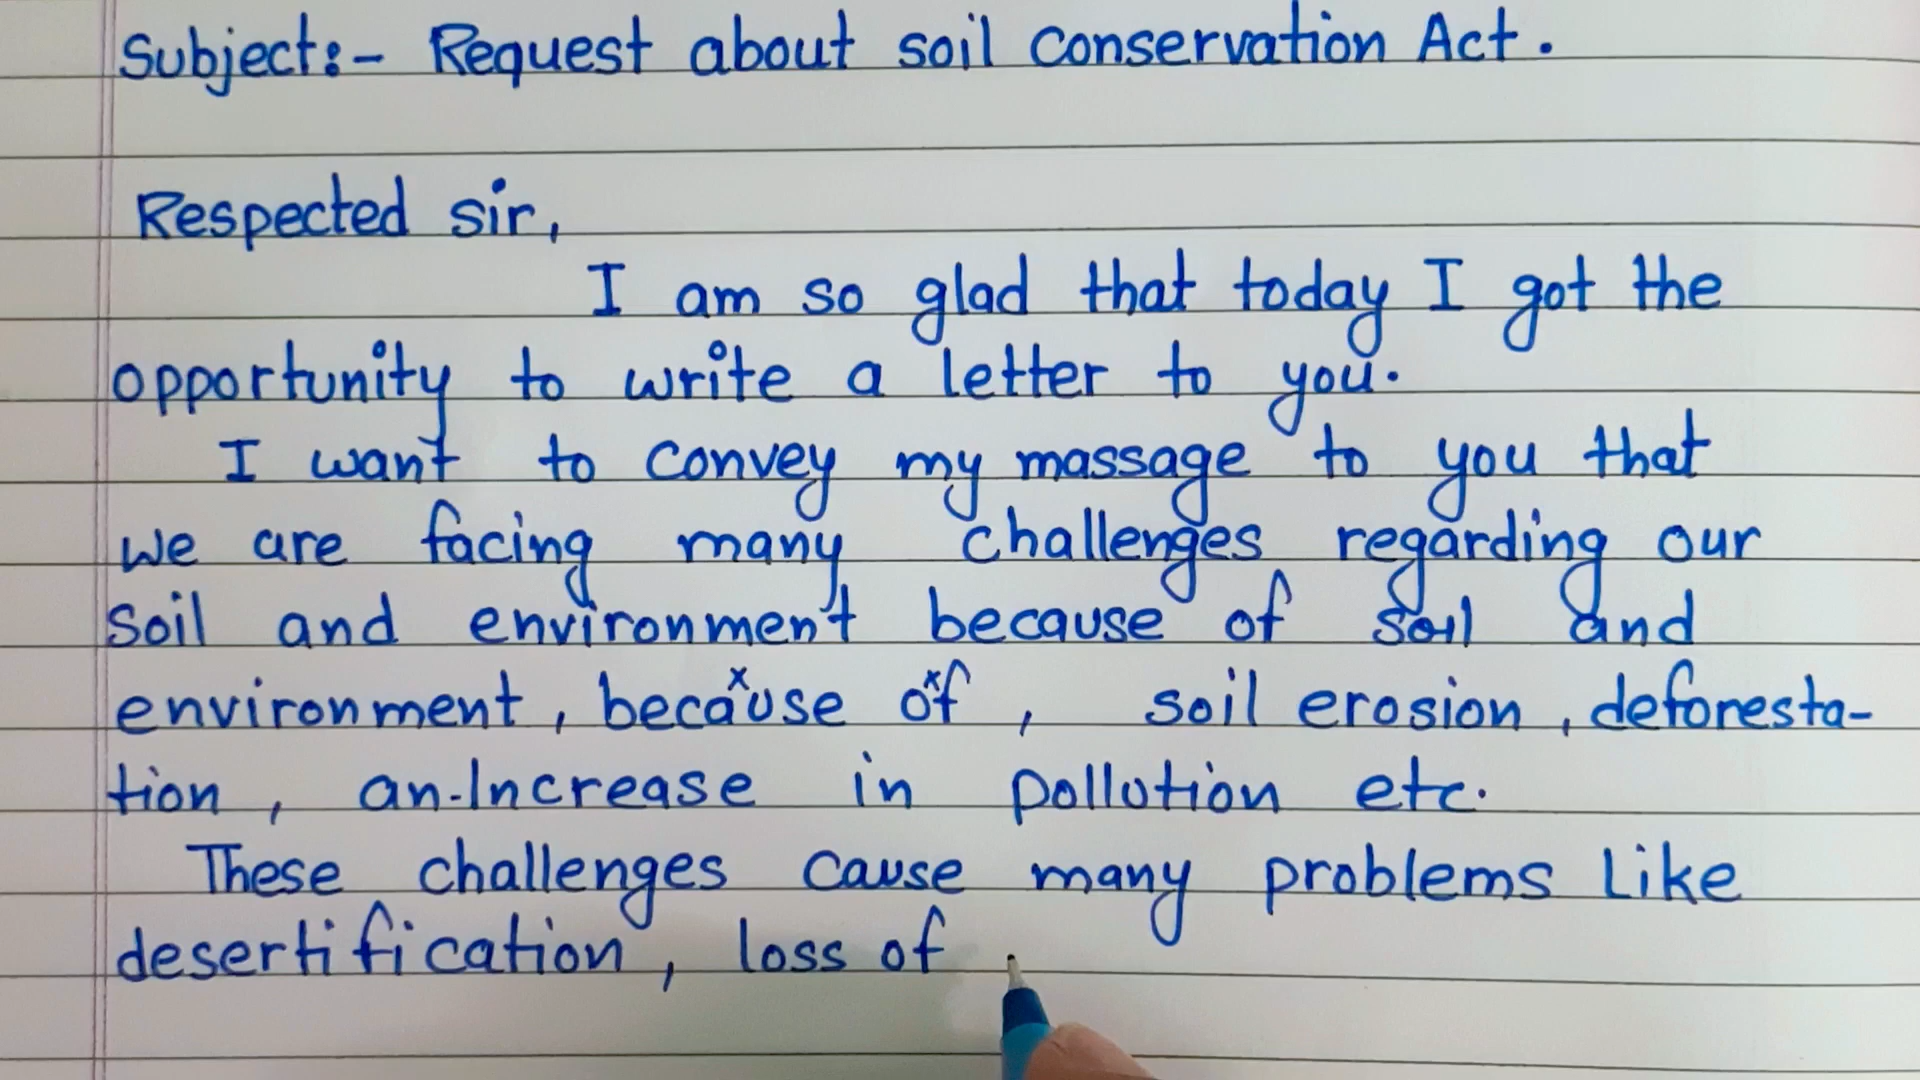 Subject:- Request about soil conservation Act.
Respected sir,
I am so glad that today I got the
opportunity to write a letter to you.
I want to convey my massage to you that
we are facing many challenges regarding our
soil and environment because of soil and
environment, because of, soil erosion, deforesta-
tion, an-Increase in pollution etc.
These challenges cause many problems like
desertification, loss of